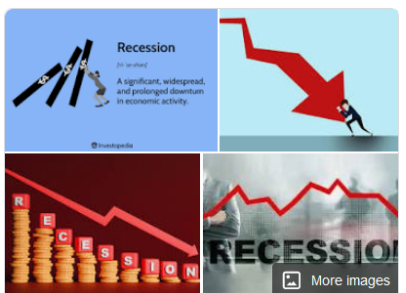 Recession
A significant, widespread,
and prolonged downturn
in economic activity.
Investopedia
RECESSION
RECESSION
More images